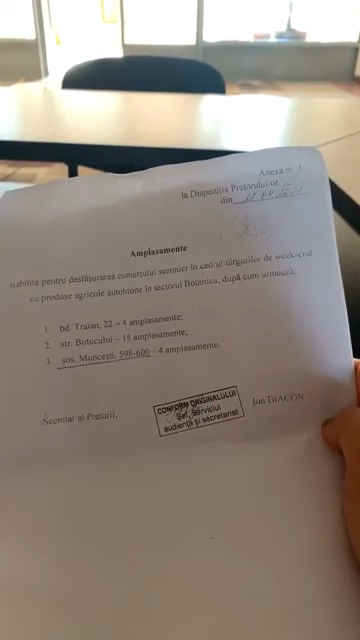 Anexa nr. 1
la Dispoziția Pretorului nr.
din
Amplasamente
stabilite pentru desfășurarea comerțului sezonier în cadrul târgurilor de week-end
cu produse agricole autohtone în sectorul Botanica, după cum urmează:
1. bd. Traian, 22 – 4 amplasamente;
2. str. Butucului – 15 amplasamente;
3. șos. Muncești, 598-600 – 4 amplasamente.
Secretar al Preturii,
Ion DIACON
CONFORM ORIGINALULUI
Șef, Serviciul
audiență și secretariat